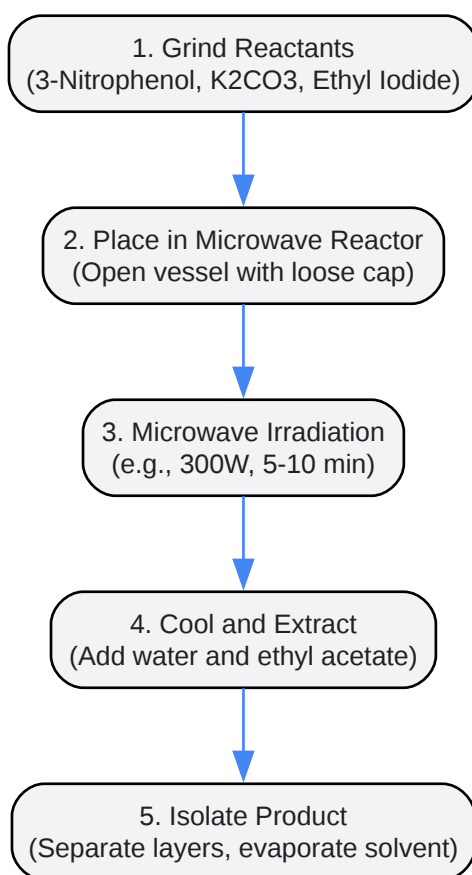 1. Grind Reactants
(3-Nitrophenol, K2CO3, Ethyl Iodide)
2. Place in Microwave Reactor
(Open vessel with loose cap)
3. Microwave Irradiation
(e.g., 300W, 5-10 min)
4. Cool and Extract
(Add water and ethyl acetate)
5. Isolate Product
(Separate layers, evaporate solvent)